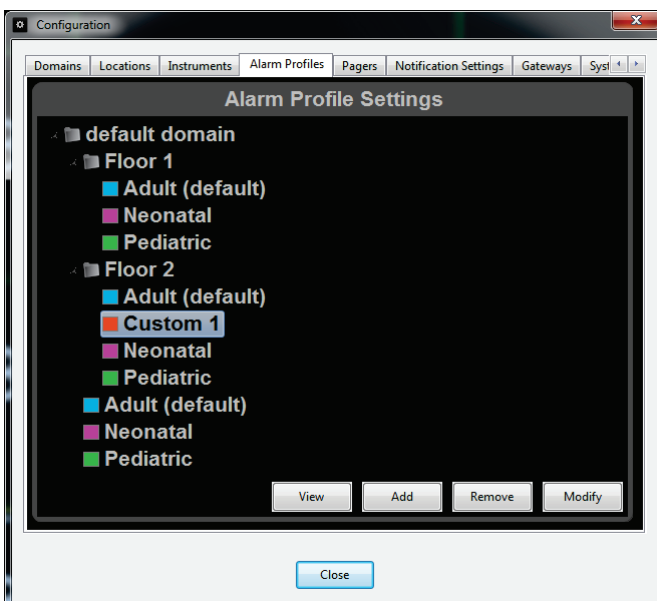 Configuration
Domains Locations Instruments Alarm Profiles Pagers Notification Settings Gateways Syst
Alarm Profile Settings
default domain
Floor 1
Adult (default)
Neonatal
Pediatric
Floor 2
Adult (default)
Custom 1
Neonatal
Pediatric
Adult (default)
Neonatal
Pediatric
View Add Remove Modify
Close